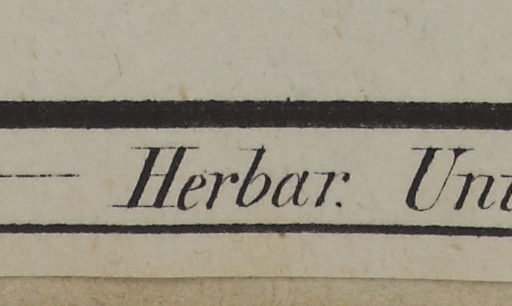 — Herbar.